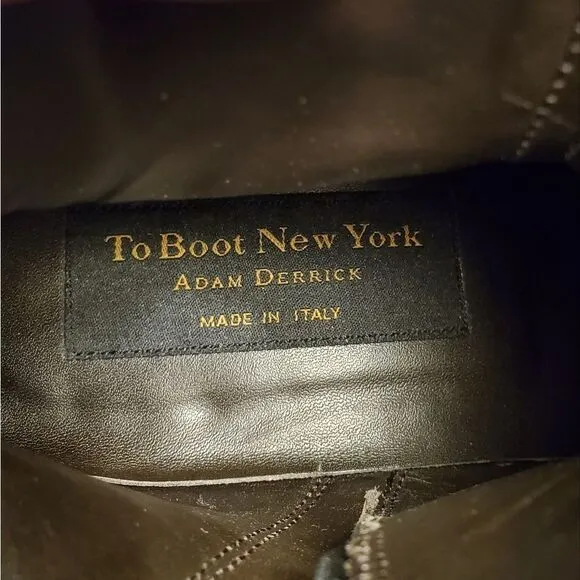 To Boot New York
Adam Derrick
MADE IN ITALY